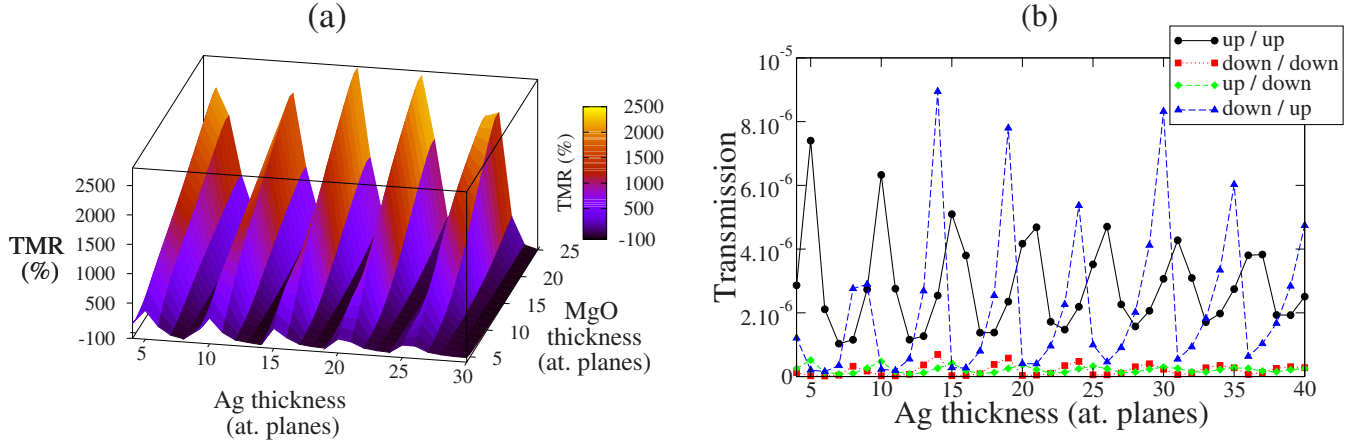 (a)
2500
2000
1500
1000
500
-100
TMR
(%)
5
10
15
20
25
30
Ag thickness
(at. planes)
5
10
15
20
25
MgO
thickness
(at. planes)
TMR (%)
2500
2000
1500
1000
500
-100
(b)
up / up
down / down
up / down
down / up
Transmission
10^-5
8.10^-6
6.10^-6
4.10^-6
2.10^-6
0
5
10
15
20
25
30
35
40
Ag thickness (at. planes)